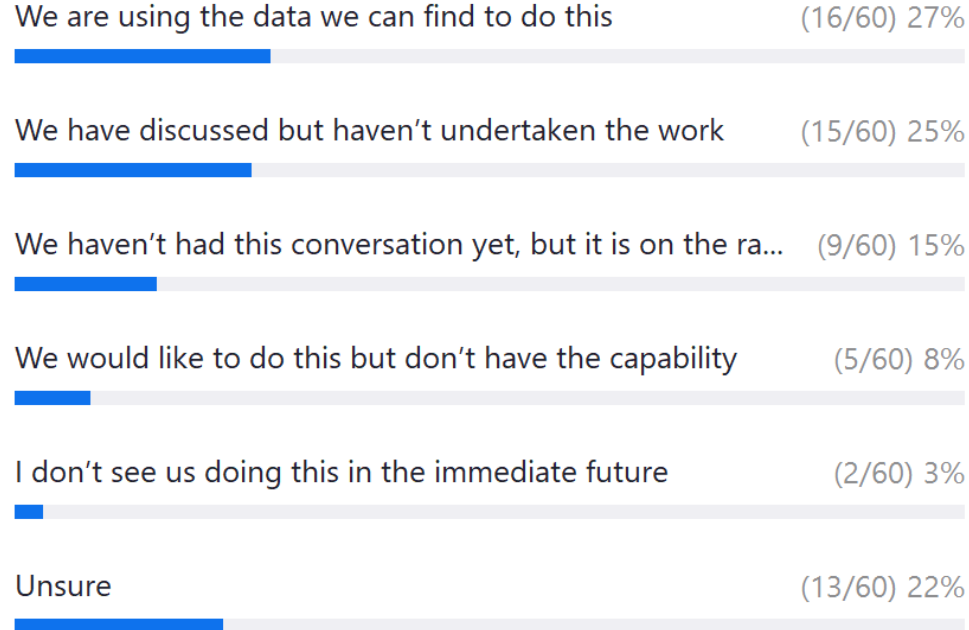 We are using the data we can find to do this (16/60) 27%
We have discussed but haven’t undertaken the work (15/60) 25%
We haven’t had this conversation yet, but it is on the ra... (9/60) 15%
We would like to do this but don’t have the capability (5/60) 8%
I don’t see us doing this in the immediate future (2/60) 3%
Unsure (13/60) 22%